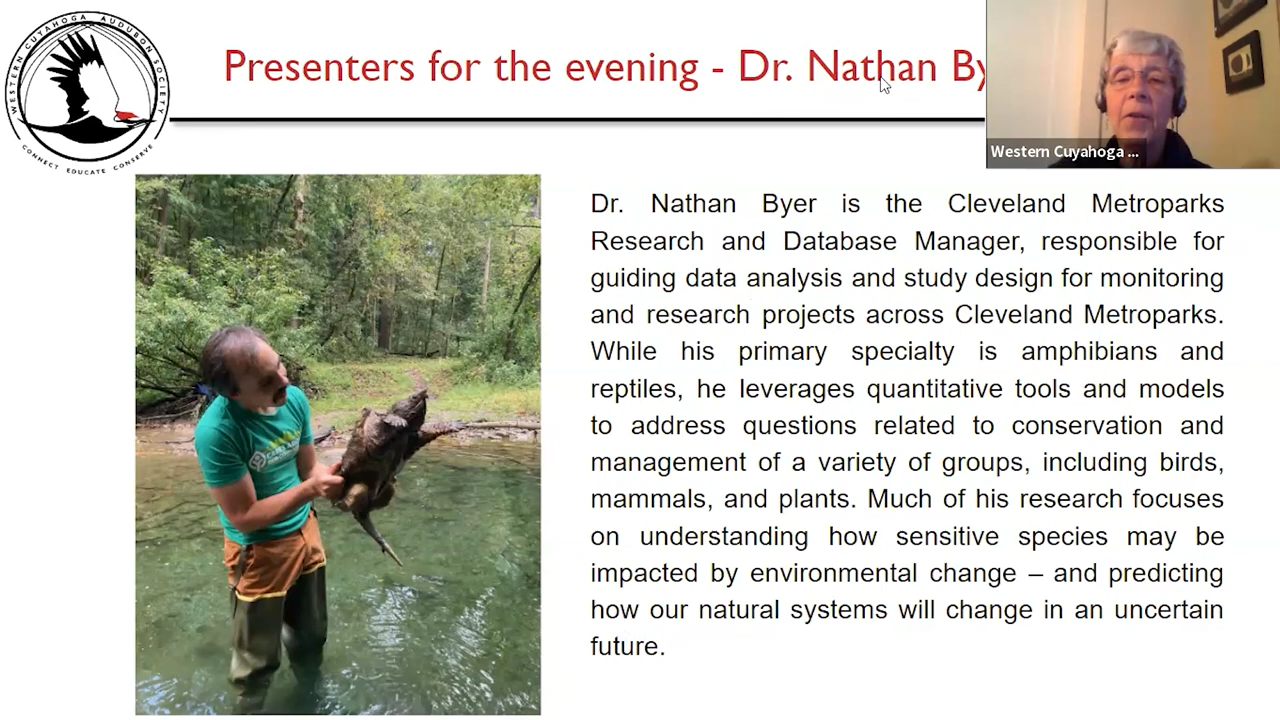 WESTERN CUYAHOGA AUDUBON SOCIETY
CONNECT EDUCATE CONSERVE
Presenters for the evening - Dr. Nathan By
Western Cuyahoga ...
Dr. Nathan Byer is the Cleveland Metroparks
Research and Database Manager, responsible for
guiding data analysis and study design for monitoring
and research projects across Cleveland Metroparks.
While his primary specialty is amphibians and
reptiles, he leverages quantitative tools and models
to address questions related to conservation and
management of a variety of groups, including birds,
mammals, and plants. Much of his research focuses
on understanding how sensitive species may be
impacted by environmental change – and predicting
how our natural systems will change in an uncertain
future.